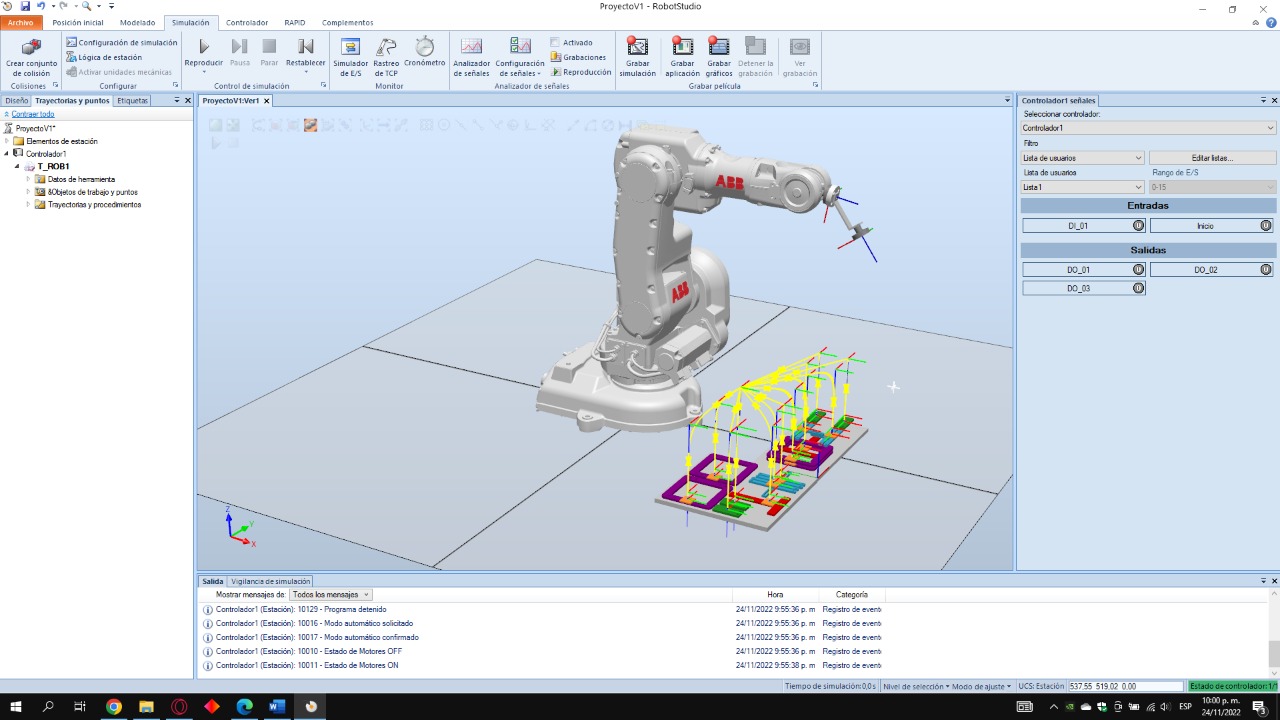 ProyectoV1 - RobotStudio
Archivo Posición inicial Modelado Simulación Controlador RAPID Complementos
Crear conjunto de colisión
Colisiones
Configuración de simulación
Lógica de estación
Activar unidades mecánicas
Configurar
Reproducir Pausa Parar Restablecer
Control de simulación
Simulador de E/S Rastreo de TCP Cronómetro
Monitor
Analizador de señales Configuración de señales
Activado
Grabaciones
Reproducción
Analizador de señales
Grabar simulación Grabar aplicación Grabar gráficos Detener la grabación Ver grabación
Grabar película
Diseño Trayectorias y puntos Etiquetas
Contraer todo
ProyectoV1*
Elementos de estación
Controlador1
T_ROB1
Datos de herramienta
&Objetos de trabajo y puntos
Trayectorias y procedimientos
ProyectoV1:Ver1
ABB
ABB
Z
Y
X
Controlador1 señales
Seleccionar controlador:
Controlador1
Filtro
Lista de usuarios Editar listas...
Lista de usuarios Rango de E/S
Lista1 0-15
Entradas
DI_01 0 Inicio 0
Salidas
DO_01 0 DO_02 0
DO_03 0
Salida Vigilancia de simulación
Mostrar mensajes de: Todos los mensajes Hora Categoría
Controlador1 (Estación): 10129 - Programa detenido 24/11/2022 9:55:36 p. m Registro de evento
Controlador1 (Estación): 10016 - Modo automático solicitado 24/11/2022 9:55:36 p. m Registro de evento
Controlador1 (Estación): 10017 - Modo automático confirmado 24/11/2022 9:55:36 p. m Registro de evento
Controlador1 (Estación): 10010 - Estado de Motores OFF 24/11/2022 9:55:36 p. m Registro de evento
Controlador1 (Estación): 10011 - Estado de Motores ON 24/11/2022 9:55:38 p. m Registro de evento
Tiempo de simulación:0,0 s Nivel de selección Modo de ajuste UCS: Estación 537.55 519.02 0.00 Estado de controlador: 1/1
ESP
10:00 p. m.
24/11/2022